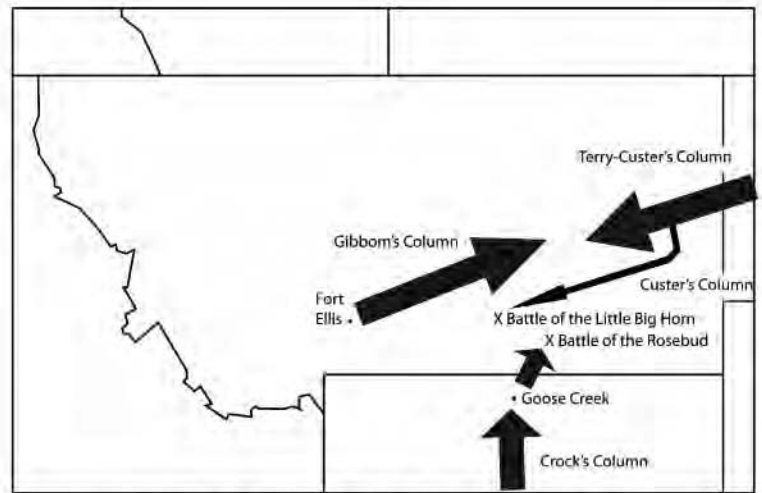 Terry-Custer's Column
Gibbom's Column
Custer's Column
Fort
Ellis
X Battle of the Little Big Horn
X Battle of the Rosebud
Goose Creek
Crock's Column